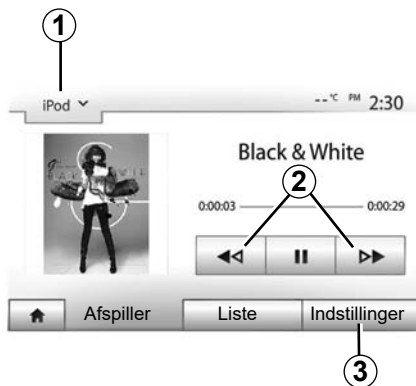 1
iPod
--°C PM 2:30
Black & White
2
0:00:03 0:00:29
Afspiller Liste Indstillinger
3